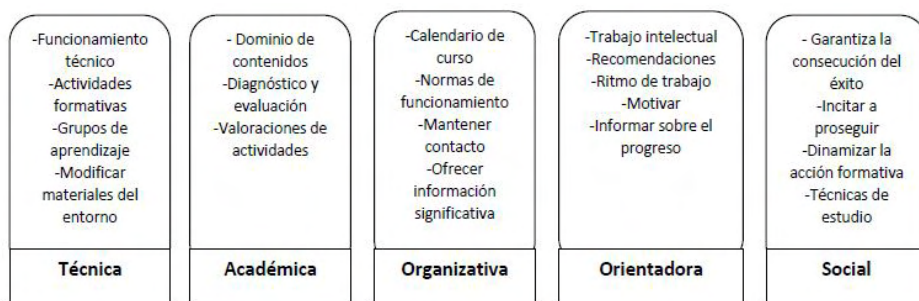 -Funcionamiento
técnico
-Actividades
formativas
-Grupos de
aprendizaje
-Modificar
materiales del
entorno
Técnica
- Dominio de
contenidos
-Diagnóstico y
evaluación
-Valoraciones de
actividades
Académica
-Calendario de
curso
-Normas de
funcionamiento
-Mantener
contacto
-Ofrecer
información
significativa
Organizativa
-Trabajo intelectual
-Recomendaciones
-Ritmo de trabajo
-Motivar
-Informar sobre el
progreso
Orientadora
- Garantiza la
consecución del
éxito
-Incitar a
proseguir
-Dinamizar la
acción formativa
-Técnicas de
estudio
Social